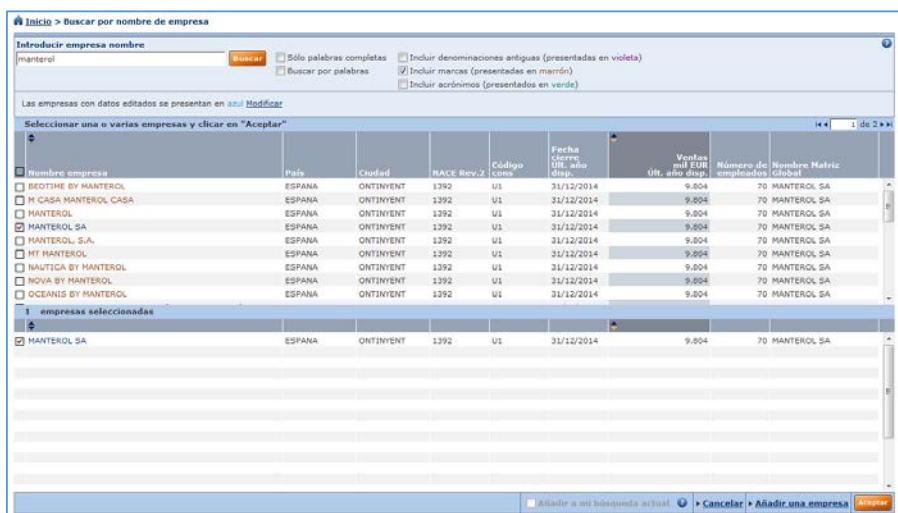 Inicio > Buscar por nombre de empresa
Introducir empresa nombre
manterol Buscar
Sólo palabras completas
Buscar por palabras
Incluir denominaciones antiguas (presentadas en violeta)
Incluir marcas (presentadas en marrón)
Incluir acrónimos (presentados en verde)
Las empresas con datos editados se presentan en azul Modificar
Seleccionar una o varias empresas y clicar en "Aceptar" 1 de 2
Nombre empresa País Ciudad NACE Rev.2 Código cons Fecha cierre Últ. año disp. Ventas mil EUR Últ. año disp. Número de empleados Nombre Matriz Global
BEDTIME BY MANTEROL ESPANA ONTINYENT 1392 U1 31/12/2014 9.804 70 MANTEROL SA
M CASA MANTEROL CASA ESPANA ONTINYENT 1392 U1 31/12/2014 9.804 70 MANTEROL SA
MANTEROL ESPANA ONTINYENT 1392 U1 31/12/2014 9.804 70 MANTEROL SA
MANTEROL SA ESPANA ONTINYENT 1392 U1 31/12/2014 9.804 70 MANTEROL SA
MANTEROL, S.A. ESPANA ONTINYENT 1392 U1 31/12/2014 9.804 70 MANTEROL SA
MT MANTEROL ESPANA ONTINYENT 1392 U1 31/12/2014 9.804 70 MANTEROL SA
NAUTICA BY MANTEROL ESPANA ONTINYENT 1392 U1 31/12/2014 9.804 70 MANTEROL SA
NOVA BY MANTEROL ESPANA ONTINYENT 1392 U1 31/12/2014 9.804 70 MANTEROL SA
OCEANIS BY MANTEROL ESPANA ONTINYENT 1392 U1 31/12/2014 9.804 70 MANTEROL SA
1 empresas seleccionadas
MANTEROL SA ESPANA ONTINYENT 1392 U1 31/12/2014 9.804 70 MANTEROL SA
Añadir a mi búsqueda actual Cancelar Añadir una empresa Aceptar